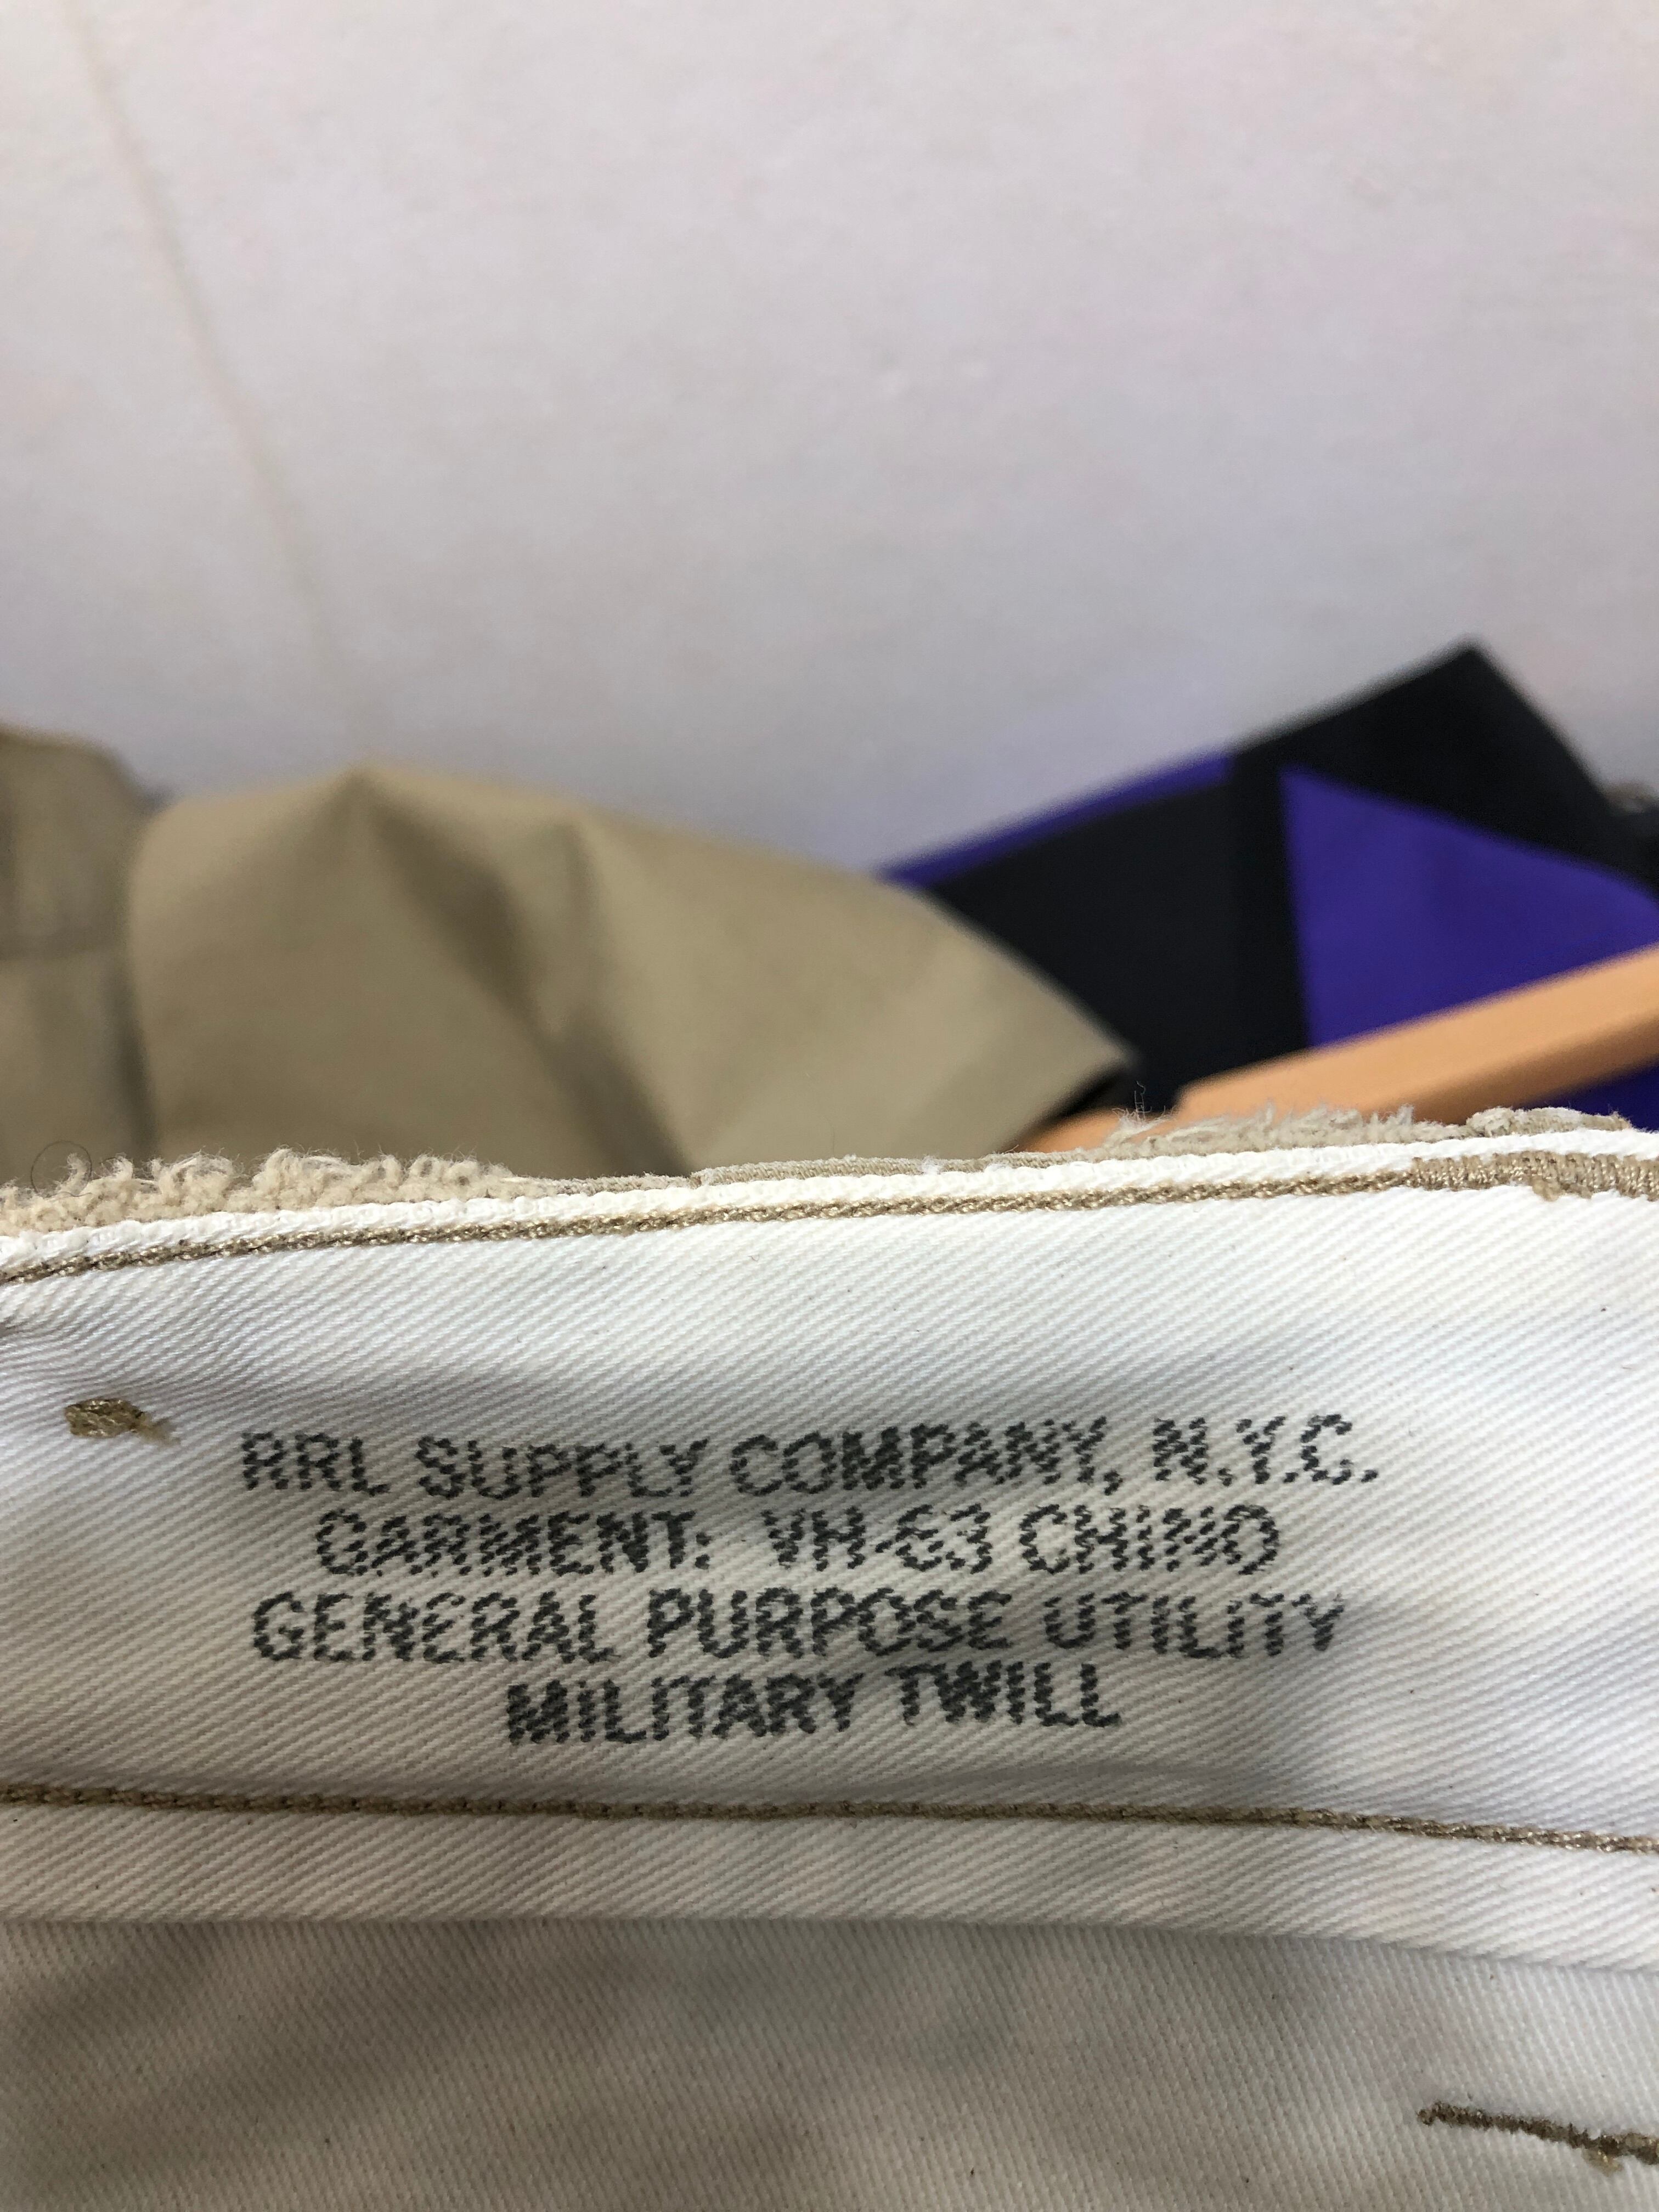 RRL SUPPLY COMPANY, N.Y.C.
GARMENT: VH-63 CHINO
GENERAL PURPOSE UTILITY
MILITARY TWILL